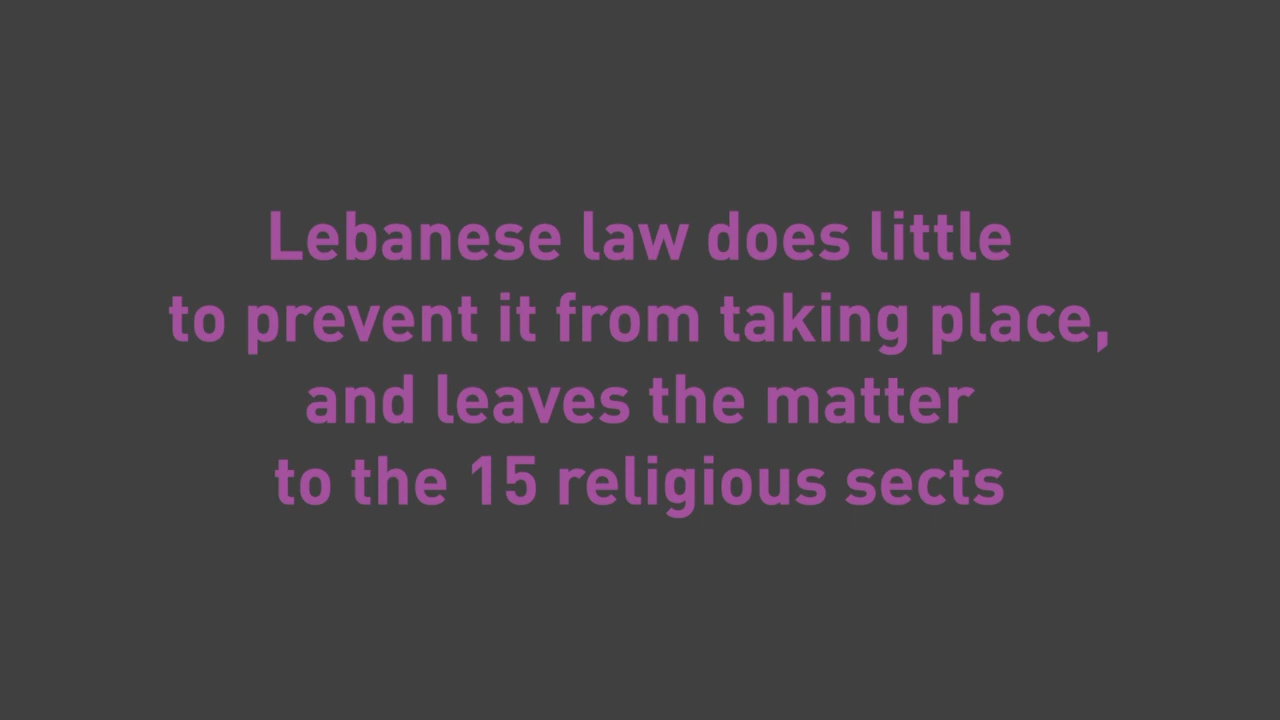 Lebanese law does little
to prevent it from taking place,
and leaves the matter
to the 15 religious sects